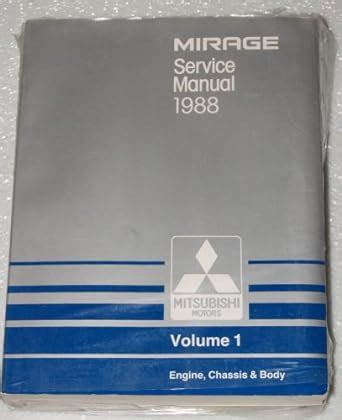 MIRAGE
Service
Manual
1988
MITSUBISHI
MOTORS
Volume 1
Engine, Chassis & Body